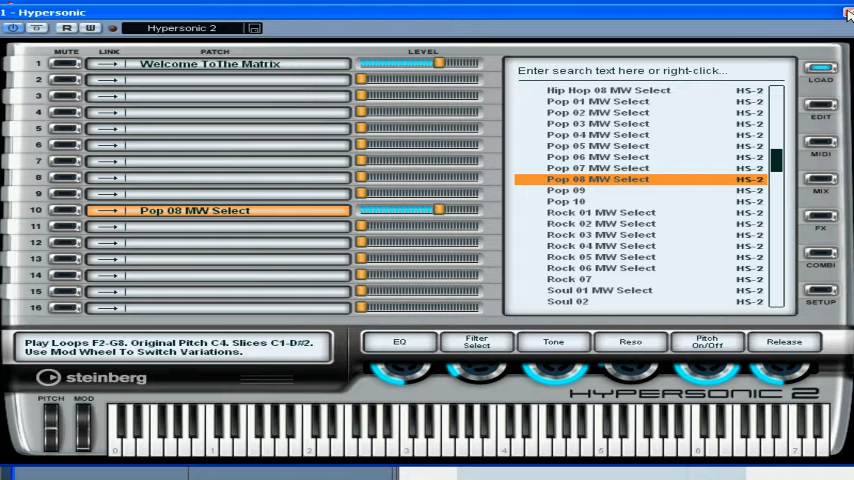 1 - Hypersonic
R W Hypersonic 2
MUTE LINK PATCH LEVEL
1 Welcome ToThe Matrix
2
3
4
5
6
7
8
9
10 Pop 08 MW Select
11
12
13
14
15
16
Enter search text here or right-click...
Hip Hop 08 MW Select HS-2
Pop 01 MW Select HS-2
Pop 02 MW Select HS-2
Pop 03 MW Select HS-2
Pop 04 MW Select HS-2
Pop 05 MW Select HS-2
Pop 06 MW Select HS-2
Pop 07 MW Select HS-2
Pop 08 MW Select HS-2
Pop 09 HS-2
Pop 10 HS-2
Rock 01 MW Select HS-2
Rock 02 MW Select HS-2
Rock 03 MW Select HS-2
Rock 04 MW Select HS-2
Rock 05 MW Select HS-2
Rock 06 MW Select HS-2
Rock 07 HS-2
Soul 01 MW Select HS-2
Soul 02 HS-2
LOAD
EDIT
MIDI
MIX
FX
COMBI
SETUP
Play Loops F2-G8. Original Pitch C4. Slices C1-D#2.
Use Mod Wheel To Switch Variations.
EQ
Filter
Select
Tone
Reso
Pitch
On/Off
Release
steinberg
HYPERSONIC 2
PITCH MOD
0 1 2 3 4 5 6 7